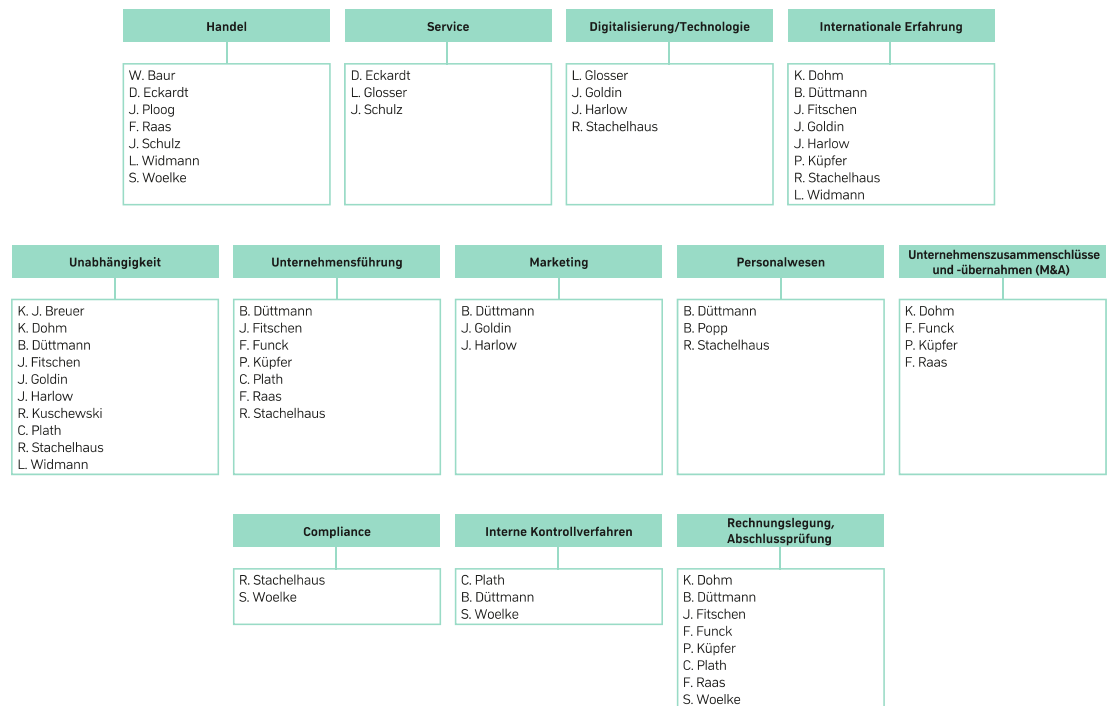 Handel
W. Baur
D. Eckardt
J. Ploog
F. Raas
J. Schulz
L. Widmann
S. Woelke
Service
D. Eckardt
L. Glosser
J. Schulz
Digitalisierung/Technologie
L. Glosser
J. Goldin
J. Harlow
R. Stachelhaus
Internationale Erfahrung
K. Dohm
B. Düttmann
J. Fitschen
J. Goldin
J. Harlow
P. Küpfer
R. Stachelhaus
L. Widmann
Unabhängigkeit
K. J. Breuer
K. Dohm
B. Düttmann
J. Fitschen
J. Goldin
J. Harlow
R. Kuschewski
C. Plath
R. Stachelhaus
L. Widmann
Unternehmensführung
B. Düttmann
J. Fitschen
F. Funck
P. Küpfer
C. Plath
F. Raas
R. Stachelhaus
Marketing
B. Düttmann
J. Goldin
J. Harlow
Personalwesen
B. Düttmann
B. Popp
R. Stachelhaus
Unternehmenszusammenschlüsse
und -übernahmen (M&A)
K. Dohm
F. Funck
P. Küpfer
F. Raas
Compliance
R. Stachelhaus
S. Woelke
Interne Kontrollverfahren
C. Plath
B. Düttmann
S. Woelke
Rechnungslegung,
Abschlussprüfung
K. Dohm
B. Düttmann
J. Fitschen
F. Funck
P. Küpfer
C. Plath
F. Raas
S. Woelke